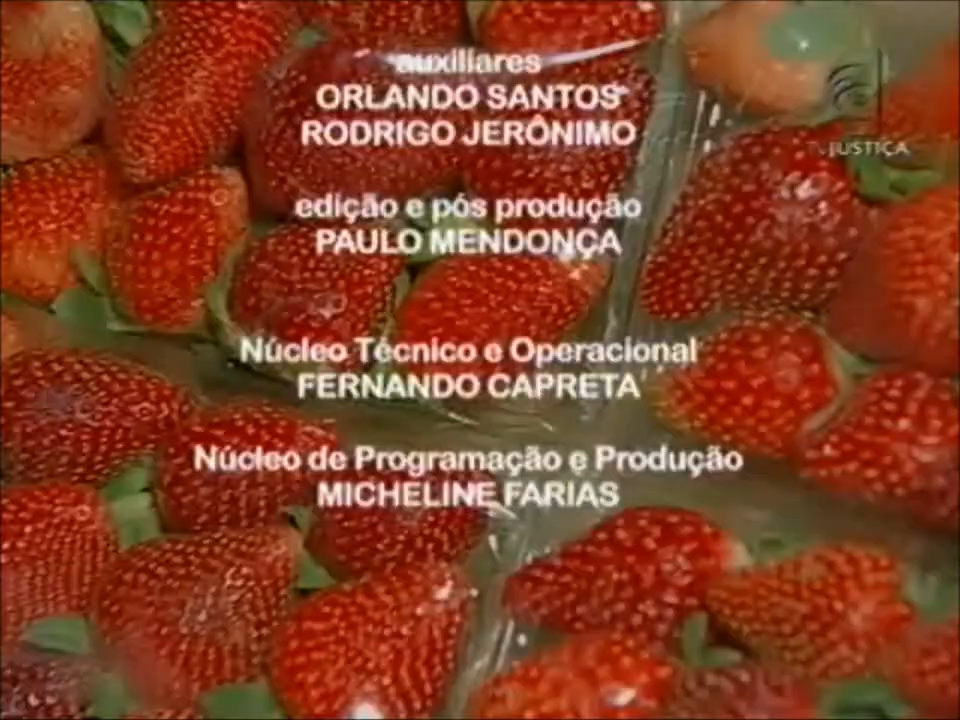 auxiliares
ORLANDO SANTOS
RODRIGO JERÔNIMO
edição e pós produção
PAULO MENDONÇA
Núcleo Técnico e Operacional
FERNANDO CAPRETA
Núcleo de Programação e Produção
MICHELINE FARIAS
TV JUSTIÇA